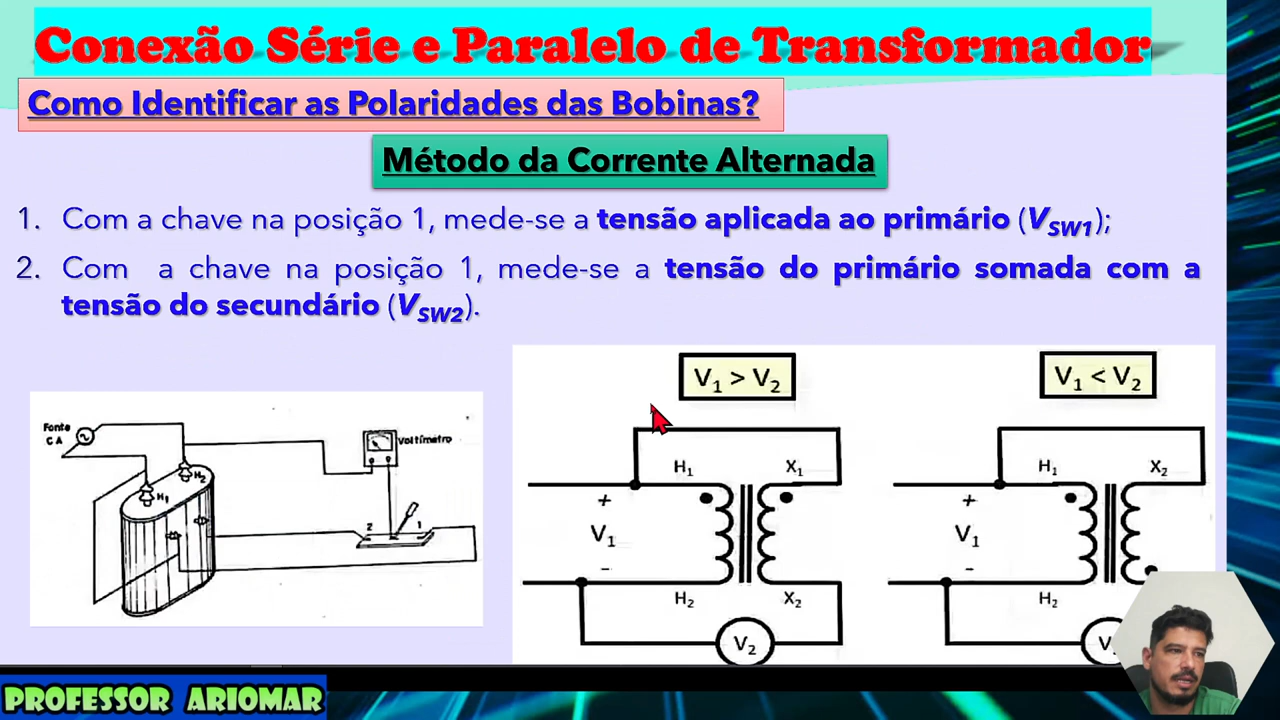 Conexão Série e Paralelo de Transformador
Como Identificar as Polaridades das Bobinas?
Método da Corrente Alternada
1. Com a chave na posição 1, mede-se a tensão aplicada ao primário (VSW1);
2. Com a chave na posição 1, mede-se a tensão do primário somada com a
tensão do secundário (VSW2).
Fonte
CA
Voltímetro
H2
H1
2 1
V1 > V2
H1 X1
+
V1
-
H2 X2
V2
V1 < V2
H1 X2
+
V1
-
H2
V
PROFESSOR ARIOMAR